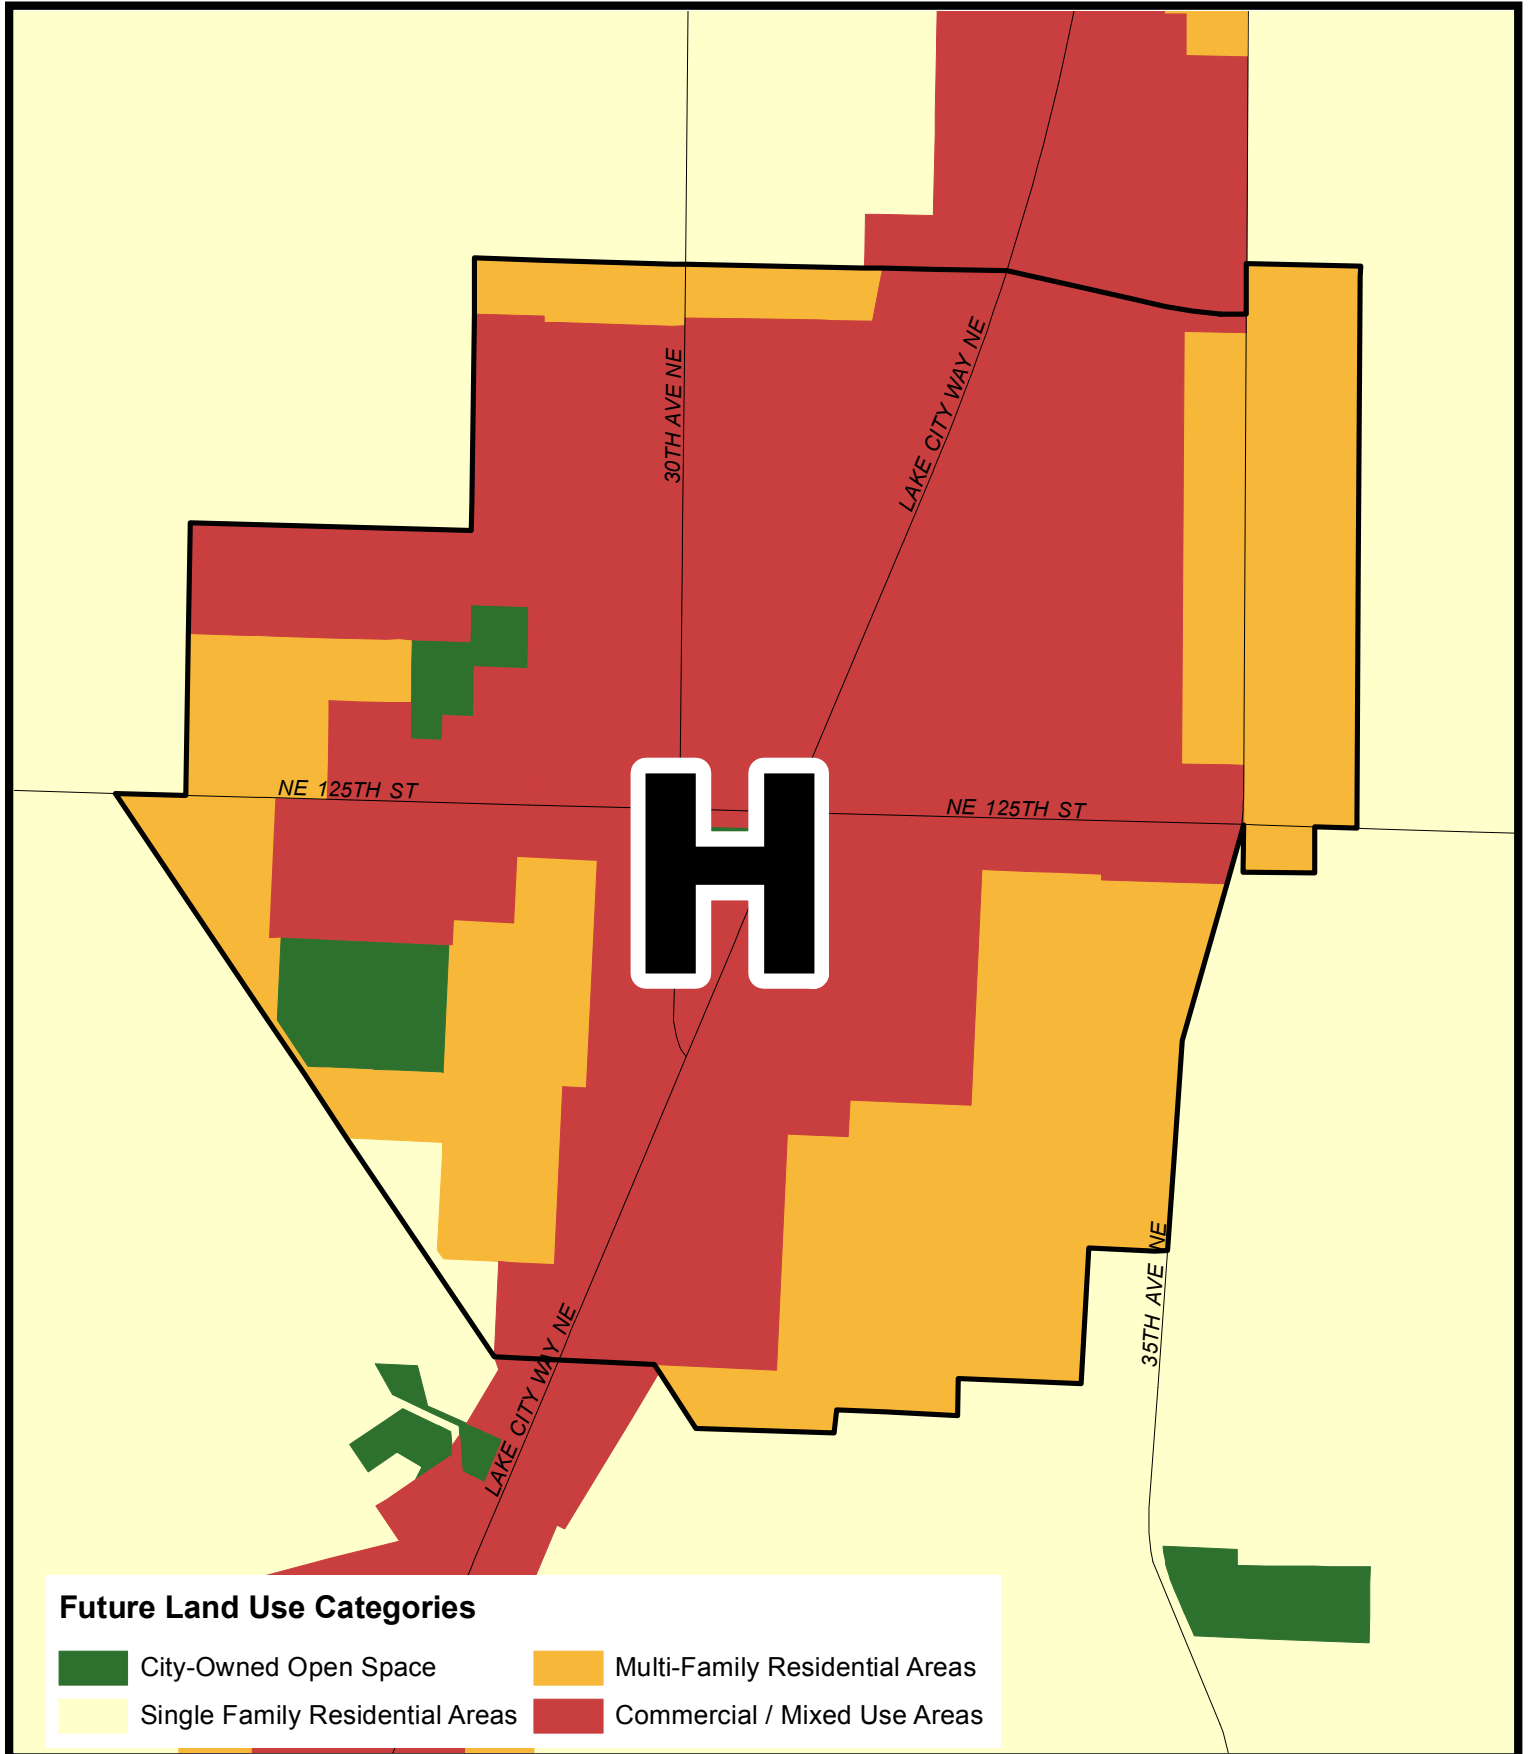 30TH AVE NE
LAKE CITY WAY NE
NE 125TH ST
NE 125TH ST
H
35TH AVE NE
LAKE CITY WAY NE
Future Land Use Categories
City-Owned Open Space
Multi-Family Residential Areas
Single Family Residential Areas
Commercial / Mixed Use Areas